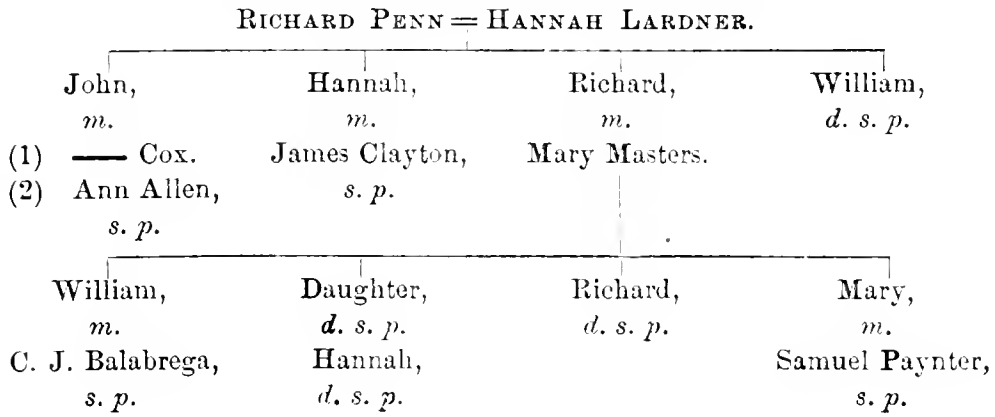 RICHARD PENN = HANNAH LARDNER.
John, Hannah, Richard, William,
m. m. m. d. s. p.
(1) —— Cox. James Clayton, Mary Masters.
(2) Ann Allen, s. p.
s. p.
William, Daughter, Richard, Mary,
m. d. s. p. d. s. p. m.
C. J. Balabrega, Hannah, Samuel Paynter,
s. p. d. s. p. s. p.